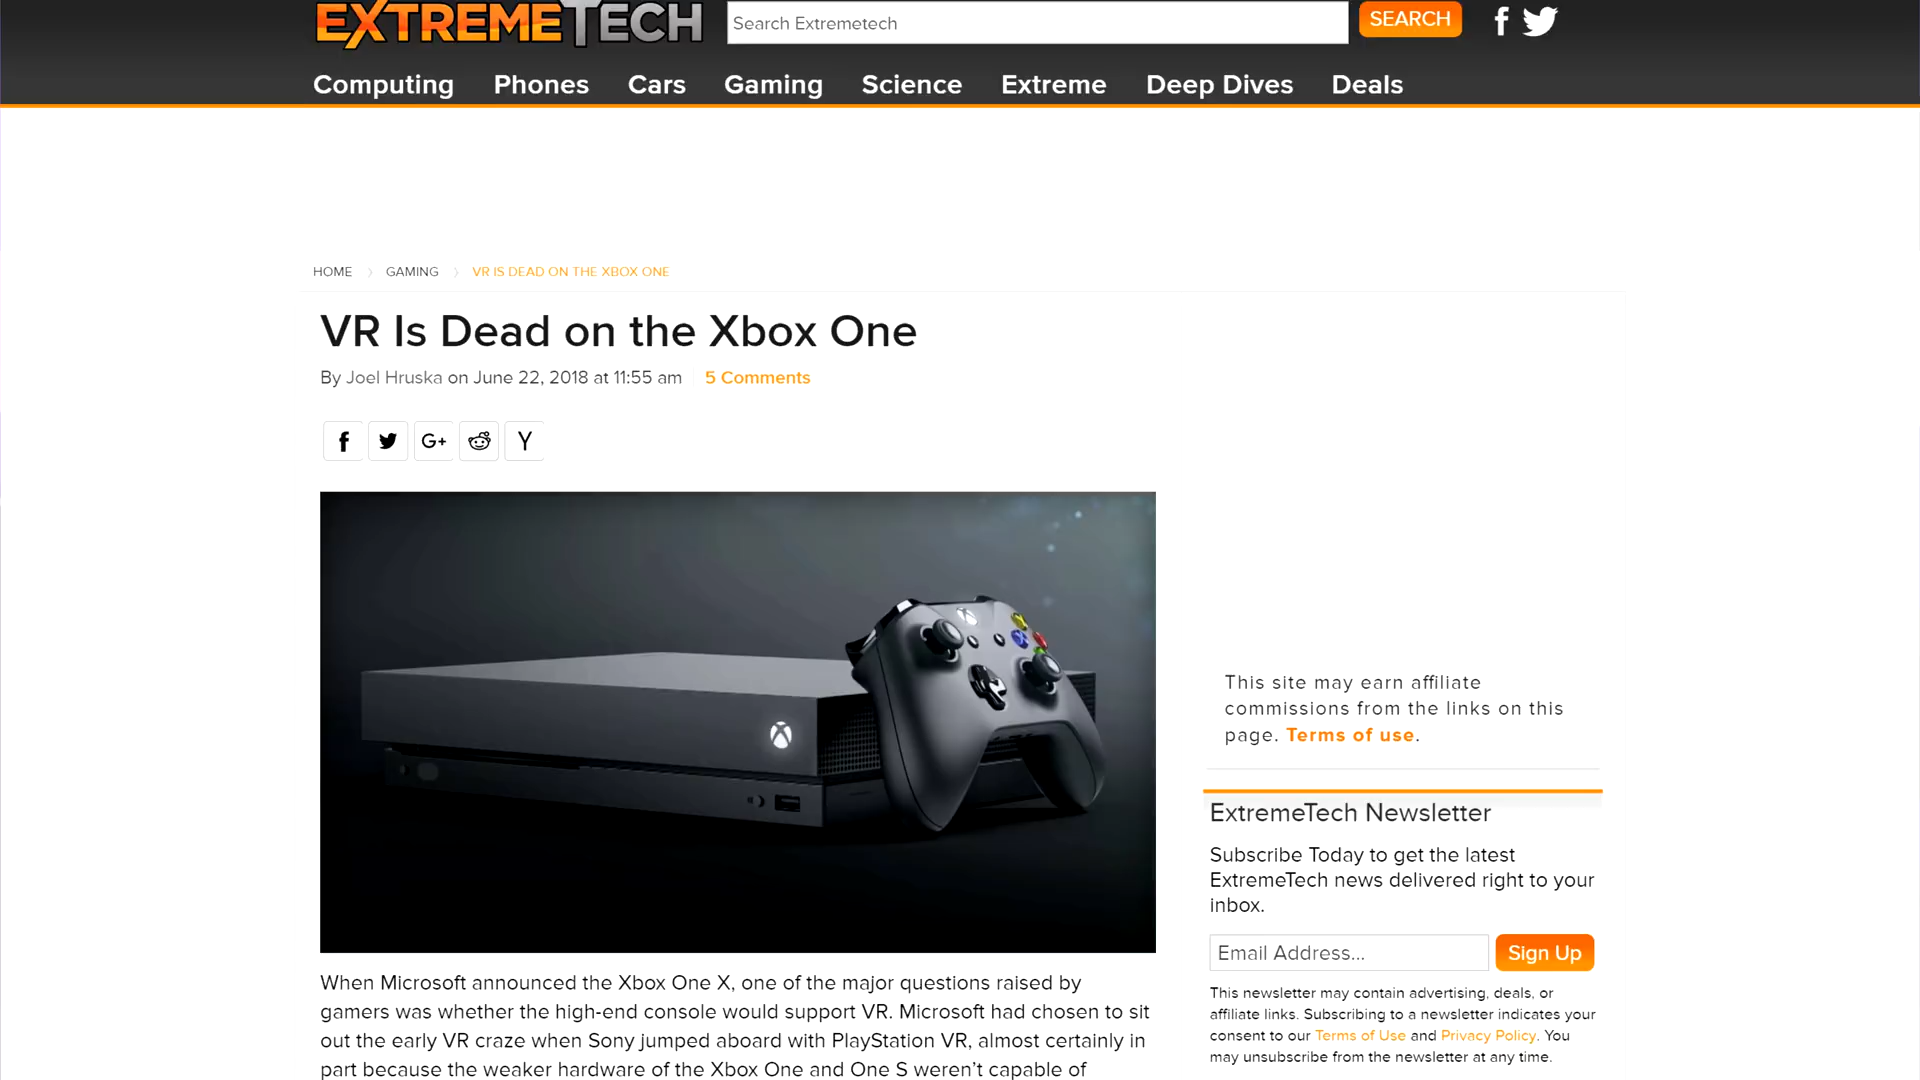 EXTREMETECH
Search Extremetech
SEARCH
Computing Phones Cars Gaming Science Extreme Deep Dives Deals
HOME GAMING VR IS DEAD ON THE XBOX ONE
VR Is Dead on the Xbox One
By Joel Hruska on June 22, 2018 at 11:55 am 5 Comments
G+
Y
When Microsoft announced the Xbox One X, one of the major questions raised by
gamers was whether the high-end console would support VR. Microsoft had chosen to sit
out the early VR craze when Sony jumped aboard with PlayStation VR, almost certainly in
part because the weaker hardware of the Xbox One and One S weren't capable of
This site may earn affiliate
commissions from the links on this
page. Terms of use.
ExtremeTech Newsletter
Subscribe Today to get the latest
ExtremeTech news delivered right to your
inbox.
Email Address...
Sign Up
This newsletter may contain advertising, deals, or
affiliate links. Subscribing to a newsletter indicates your
consent to our Terms of Use and Privacy Policy. You
may unsubscribe from the newsletter at any time.